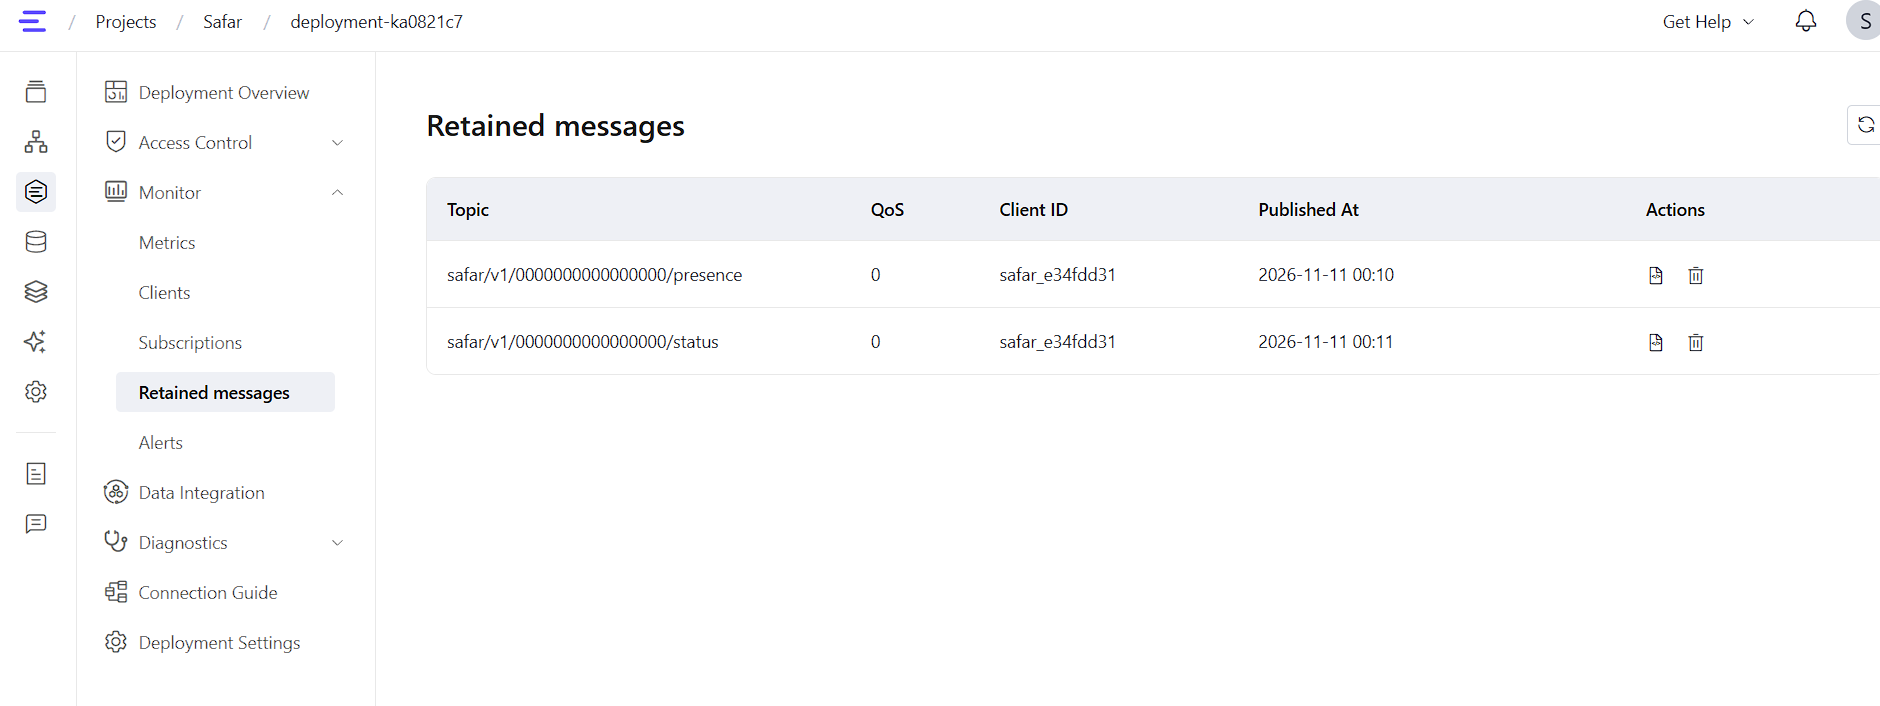 / Projects / Safar / deployment-ka0821c7
Get Help
S
Deployment Overview
Access Control
Monitor
Metrics
Clients
Subscriptions
Retained messages
Alerts
Data Integration
Diagnostics
Connection Guide
Deployment Settings
Retained messages
Topic QoS Client ID Published At Actions
safar/v1/0000000000000000/presence 0 safar_e34fdd31 2026-11-11 00:10
safar/v1/0000000000000000/status 0 safar_e34fdd31 2026-11-11 00:11